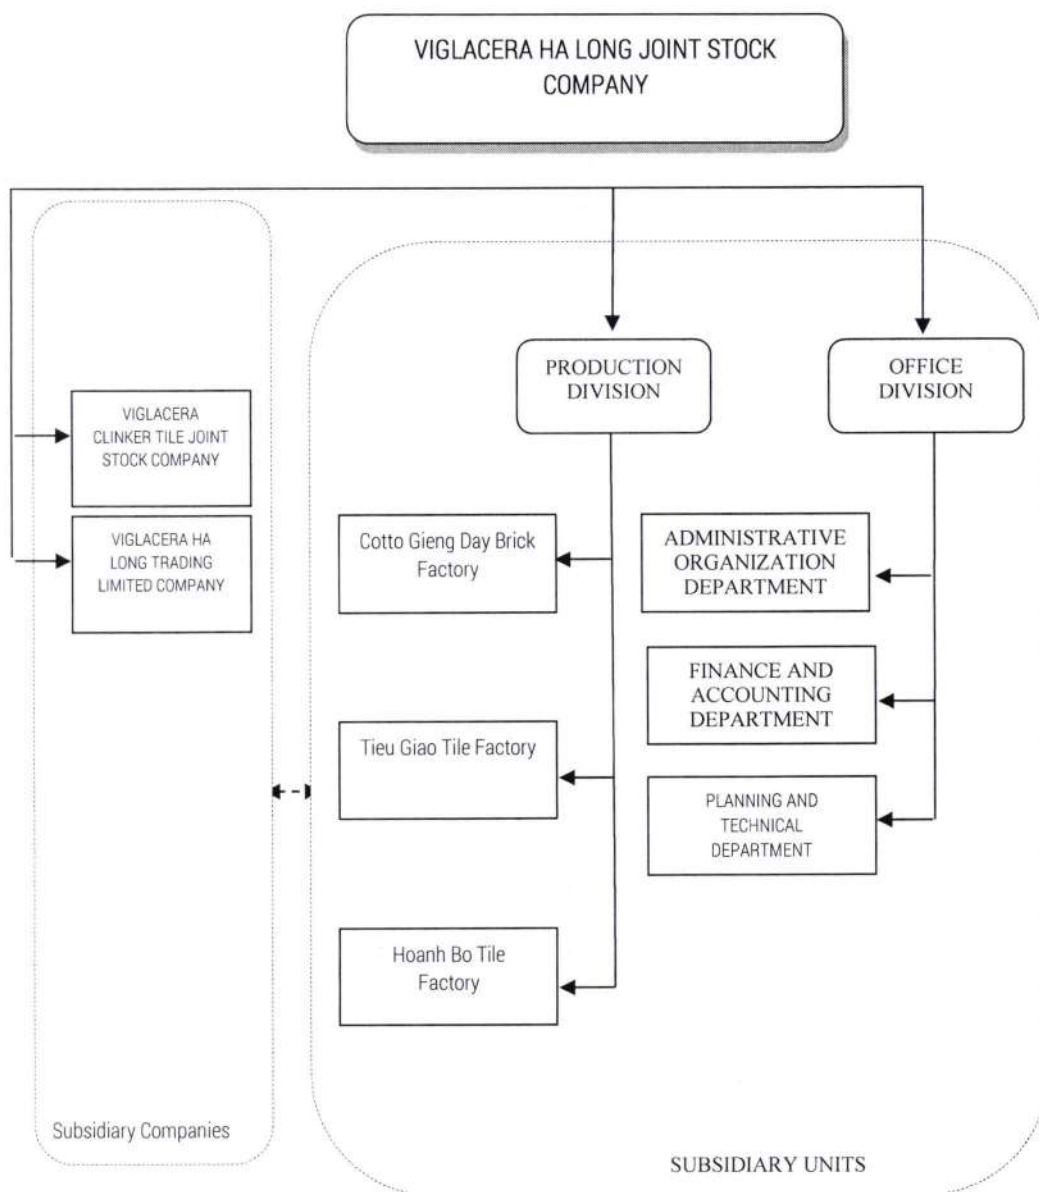 VIGLACERA HA LONG JOINT STOCK
COMPANY
PRODUCTION
DIVISION
OFFICE
DIVISION
VIGLACERA
CLINKER TILE JOINT
STOCK COMPANY
VIGLACERA HA
LONG TRADING
LIMITED COMPANY
Cotto Gieng Day Brick
Factory
ADMINISTRATIVE
ORGANIZATION
DEPARTMENT
FINANCE AND
ACCOUNTING
DEPARTMENT
Tieu Giao Tile Factory
PLANNING AND
TECHNICAL
DEPARTMENT
Hoanh Bo Tile
Factory
Subsidiary Companies
SUBSIDIARY UNITS